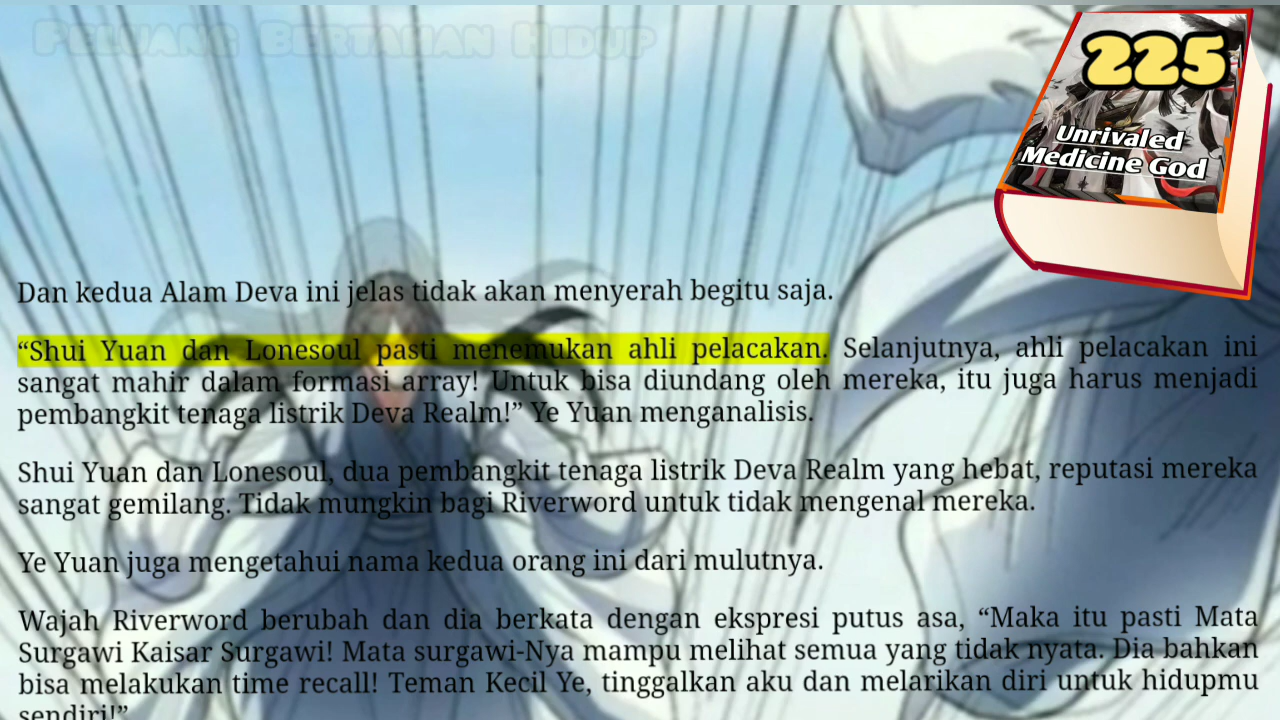 Peluang Bertahan Hidup
225
Unrivaled
Medicine God
Dan kedua Alam Deva ini jelas tidak akan menyerah begitu saja.
“Shui Yuan dan Lonesoul pasti menemukan ahli pelacakan. Selanjutnya, ahli pelacakan ini
sangat mahir dalam formasi array! Untuk bisa diundang oleh mereka, itu juga harus menjadi
pembangkit tenaga listrik Deva Realm!” Ye Yuan menganalisis.
Shui Yuan dan Lonesoul, dua pembangkit tenaga listrik Deva Realm yang hebat, reputasi mereka
sangat gemilang. Tidak mungkin bagi Riverword untuk tidak mengenal mereka.
Ye Yuan juga mengetahui nama kedua orang ini dari mulutnya.
Wajah Riverword berubah dan dia berkata dengan ekspresi putus asa, “Maka itu pasti Mata
Surgawi Kaisar Surgawi! Mata surgawi-Nya mampu melihat semua yang tidak nyata. Dia bahkan
bisa melakukan time recall! Teman Kecil Ye, tinggalkan aku dan melarikan diri untuk hidupmu
sendiri!”